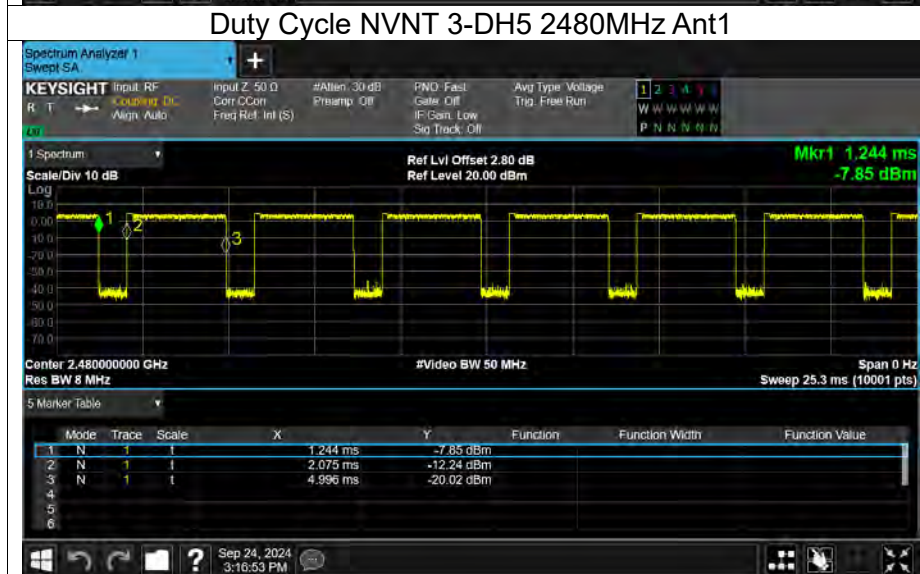 Duty Cycle NVNT 3-DH5 2480MHz Ant1
Spectrum Analyzer 1
Swept SA
+
KEYSIGHT Input: RF Input Z: 50 Ω #Atten: 30 dB PNO: Fast Avg Type: Voltage 1 2 3 4 5 6
R T Coupling: DC Corr CCorr Preamp: Off Gate: Off Trig: Free Run W W W W W W
Align: Auto Freq Ref: Int (S) IF Gain: Low
Sig Track: Off P N N N N N
1 Spectrum Ref Lvl Offset 2.80 dB Mkr1 1.244 ms
Scale/Div 10 dB Ref Level 20.00 dBm -7.85 dBm
Log
10.0
0.00
-10.0
-20.0
-30.0
-40.0
-50.0
-60.0
-70.0
1
2
3
Center 2.480000000 GHz #Video BW 50 MHz Span 0 Hz
Res BW 8 MHz Sweep 25.3 ms (10001 pts)
5 Marker Table
Mode Trace Scale X Y Function Function Width Function Value
1 N 1 t 1.244 ms -7.85 dBm
2 N 1 t 2.075 ms -12.24 dBm
3 N 1 t 4.996 ms -20.02 dBm
4
5
6
? Sep 24, 2024
3:16:53 PM